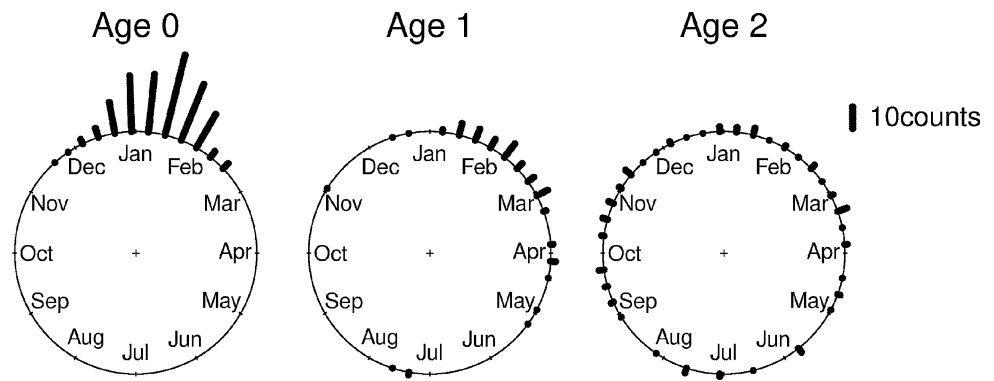 Age 0
Age 1
Age 2
10counts
Jan
Feb
Mar
Apr
May
Jun
Jul
Aug
Sep
Oct
Nov
Dec
Jan
Feb
Mar
Apr
May
Jun
Jul
Aug
Sep
Oct
Nov
Dec
Jan
Feb
Mar
Apr
May
Jun
Jul
Aug
Sep
Oct
Nov
Dec